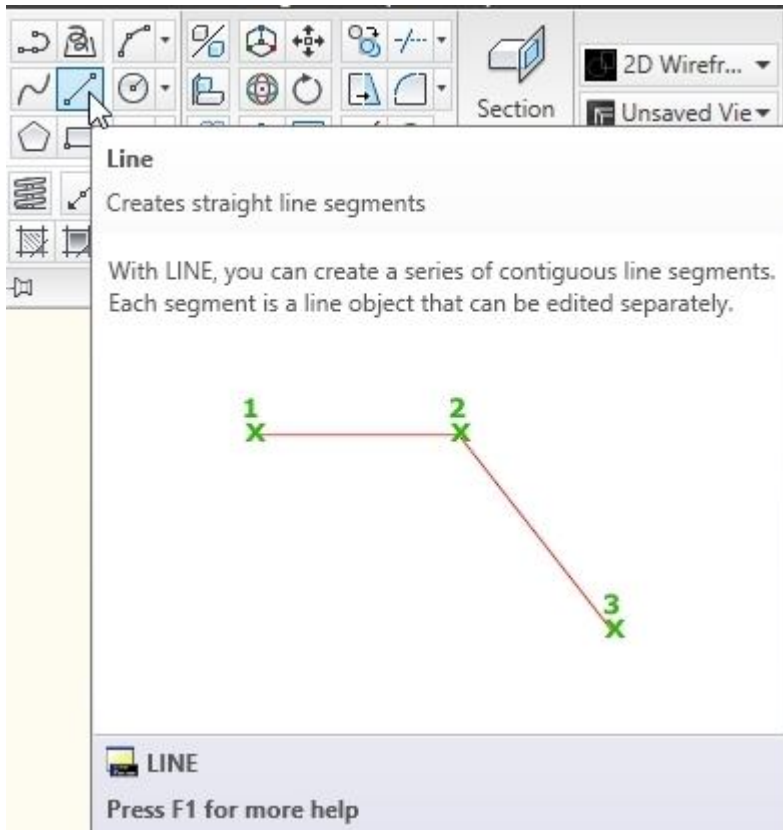 2D Wirefr...
Section
Unsaved Vie
Line
Creates straight line segments
With LINE, you can create a series of contiguous line segments.
Each segment is a line object that can be edited separately.
1
2
3
LINE
Press F1 for more help